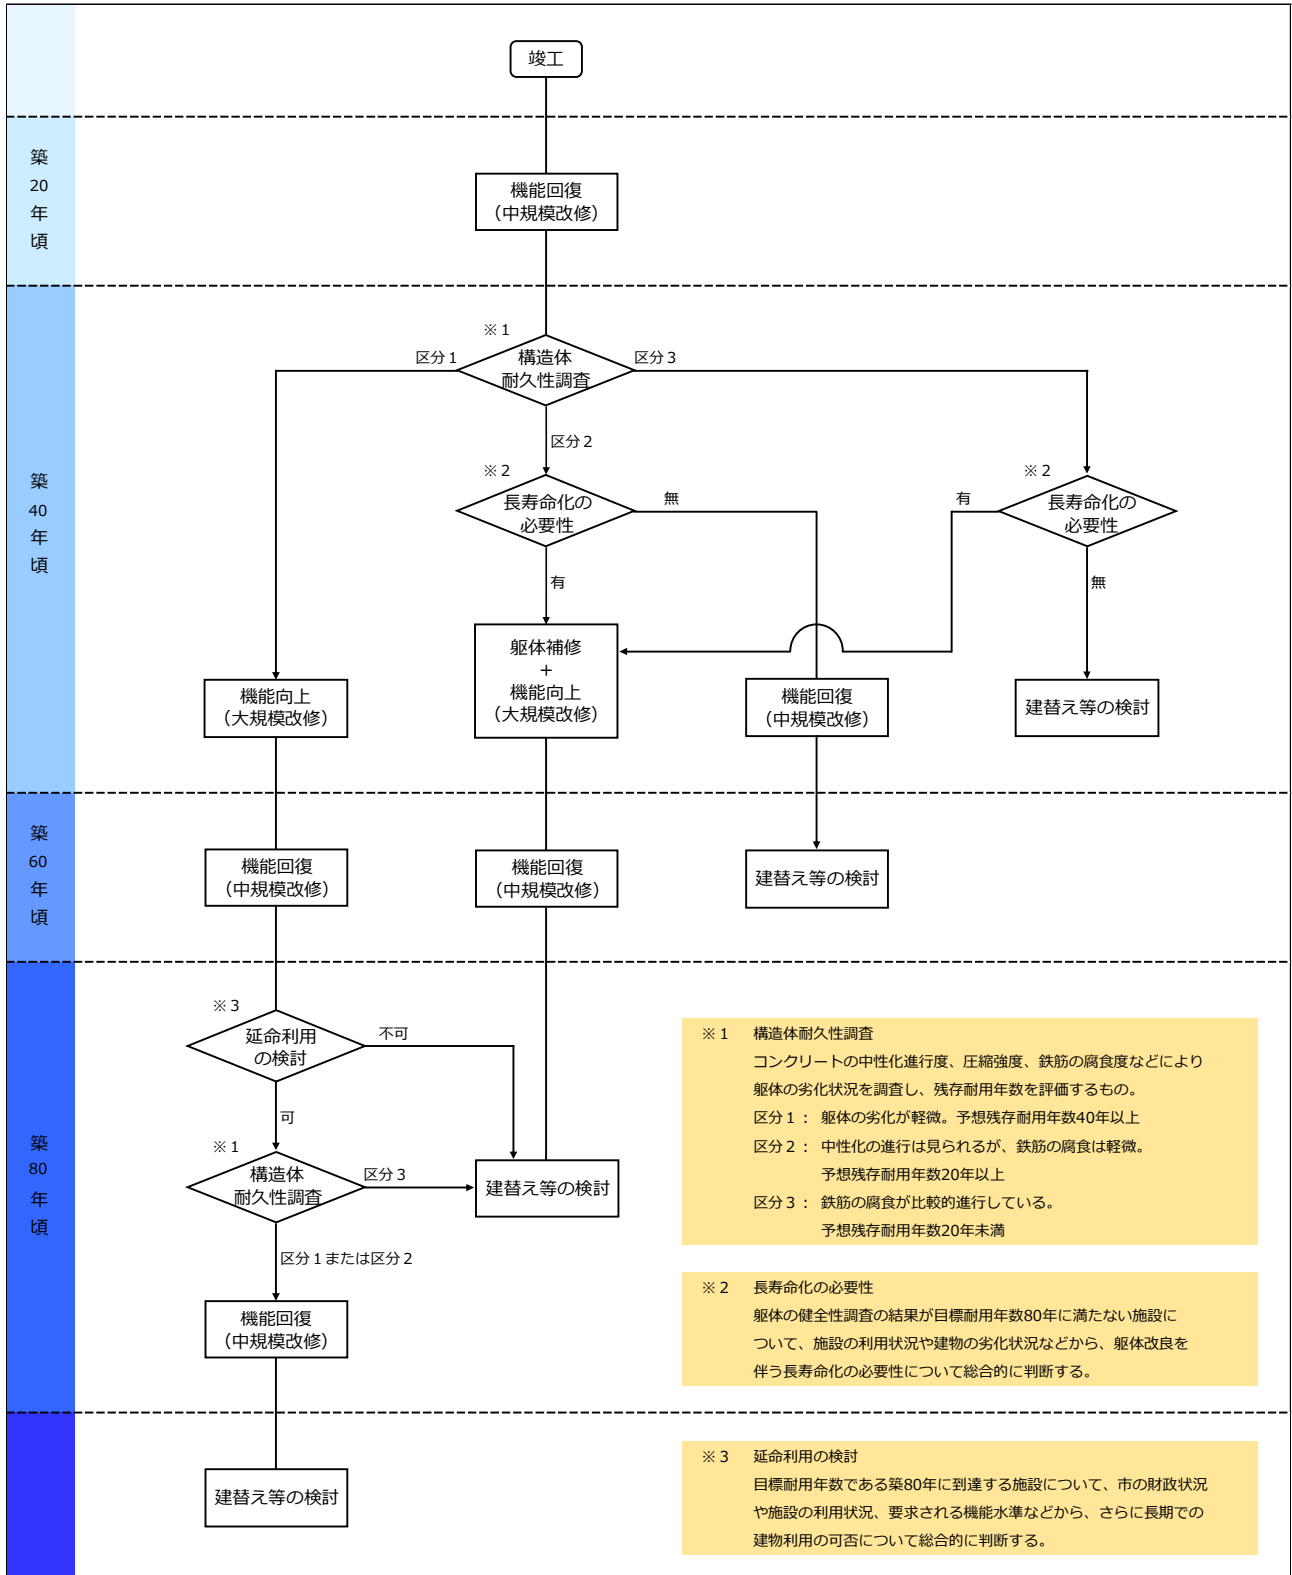 竣工
築
20
年
頃
機能回復
（中規模改修）
築
40
年
頃
※１
構造体
耐久性調査
区分１
区分３
区分２
※２
長寿命化の
必要性
無
有
※２
長寿命化の
必要性
有
無
機能向上
（大規模改修）
躯体補修
＋
機能向上
（大規模改修）
機能回復
（中規模改修）
建替え等の検討
築
60
年
頃
機能回復
（中規模改修）
機能回復
（中規模改修）
建替え等の検討
築
80
年
頃
※３
延命利用
の検討
不可
可
※１
構造体
耐久性調査
区分３
建替え等の検討
区分１または区分２
機能回復
（中規模改修）
建替え等の検討
※１　構造体耐久性調査
コンクリートの中性化進行度、圧縮強度、鉄筋の腐食度などにより
躯体の劣化状況を調査し、残存耐用年数を評価するもの。
区分１： 躯体の劣化が軽微。予想残存耐用年数40年以上
区分２： 中性化の進行は見られるが、鉄筋の腐食は軽微。
予想残存耐用年数20年以上
区分３： 鉄筋の腐食が比較的進行している。
予想残存耐用年数20年未満
※２　長寿命化の必要性
躯体の健全性調査の結果が目標耐用年数80年に満たない施設に
ついて、施設の利用状況や建物の劣化状況などから、躯体改良を
伴う長寿命化の必要性について総合的に判断する。
※３　延命利用の検討
目標耐用年数である築80年に到達する施設について、市の財政状況
や施設の利用状況、要求される機能水準などから、さらに長期での
建物利用の可否について総合的に判断する。